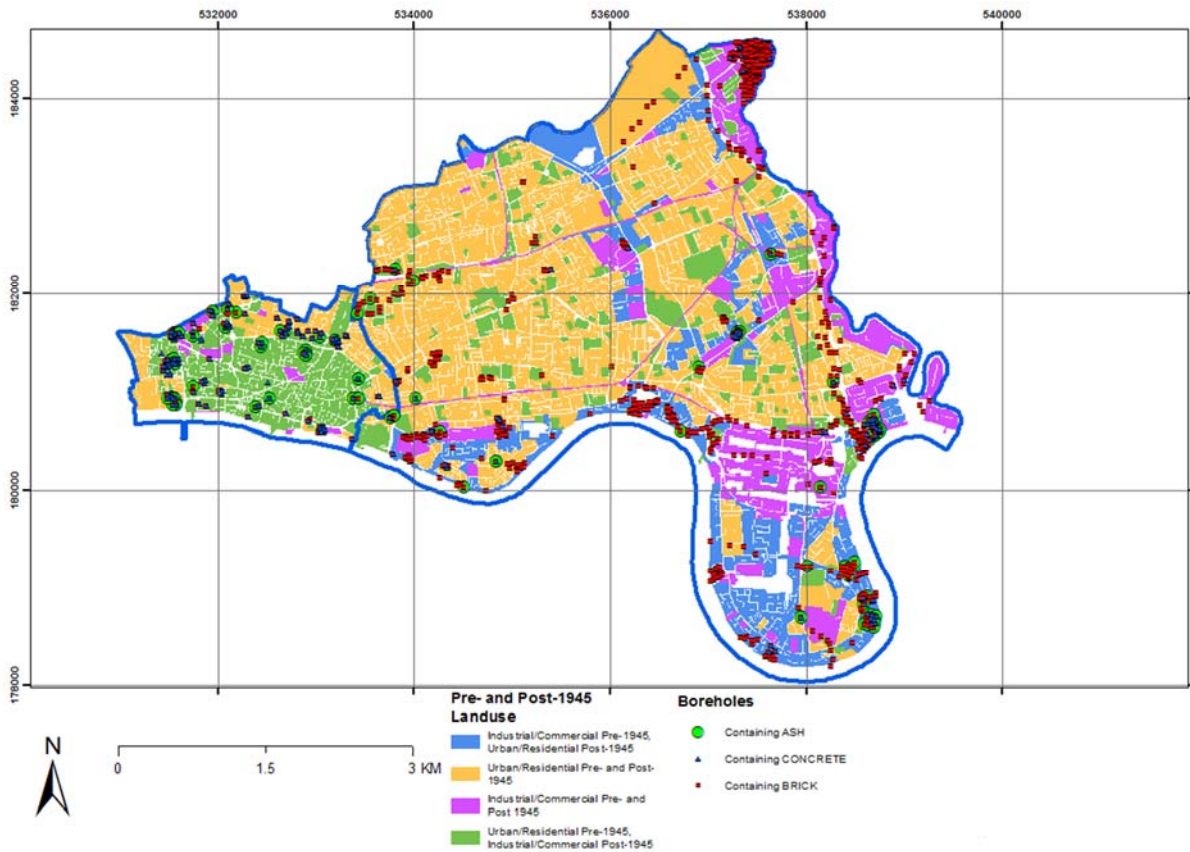 532000 534000 536000 538000 540000
184000
182000
180000
178000
Pre- and Post-1945
Landuse
Industrial/Commercial Pre-1945,
Urban/Residential Post-1945
Urban/Residential Pre- and Post-
1945
Industrial/Commercial Pre- and
Post 1945
Urban/Residential Pre-1945,
Industrial/Commercial Post-1945
Boreholes
Containing ASH
Containing CONCRETE
Containing BRICK
N
0 1.5 3 KM